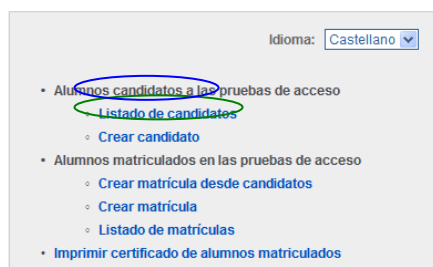 Idioma: Castellano
Alumnos candidatos a las pruebas de acceso
Listado de candidatos
Crear candidato
Alumnos matriculados en las pruebas de acceso
Crear matrícula desde candidatos
Crear matrícula
Listado de matrículas
Imprimir certificado de alumnos matriculados